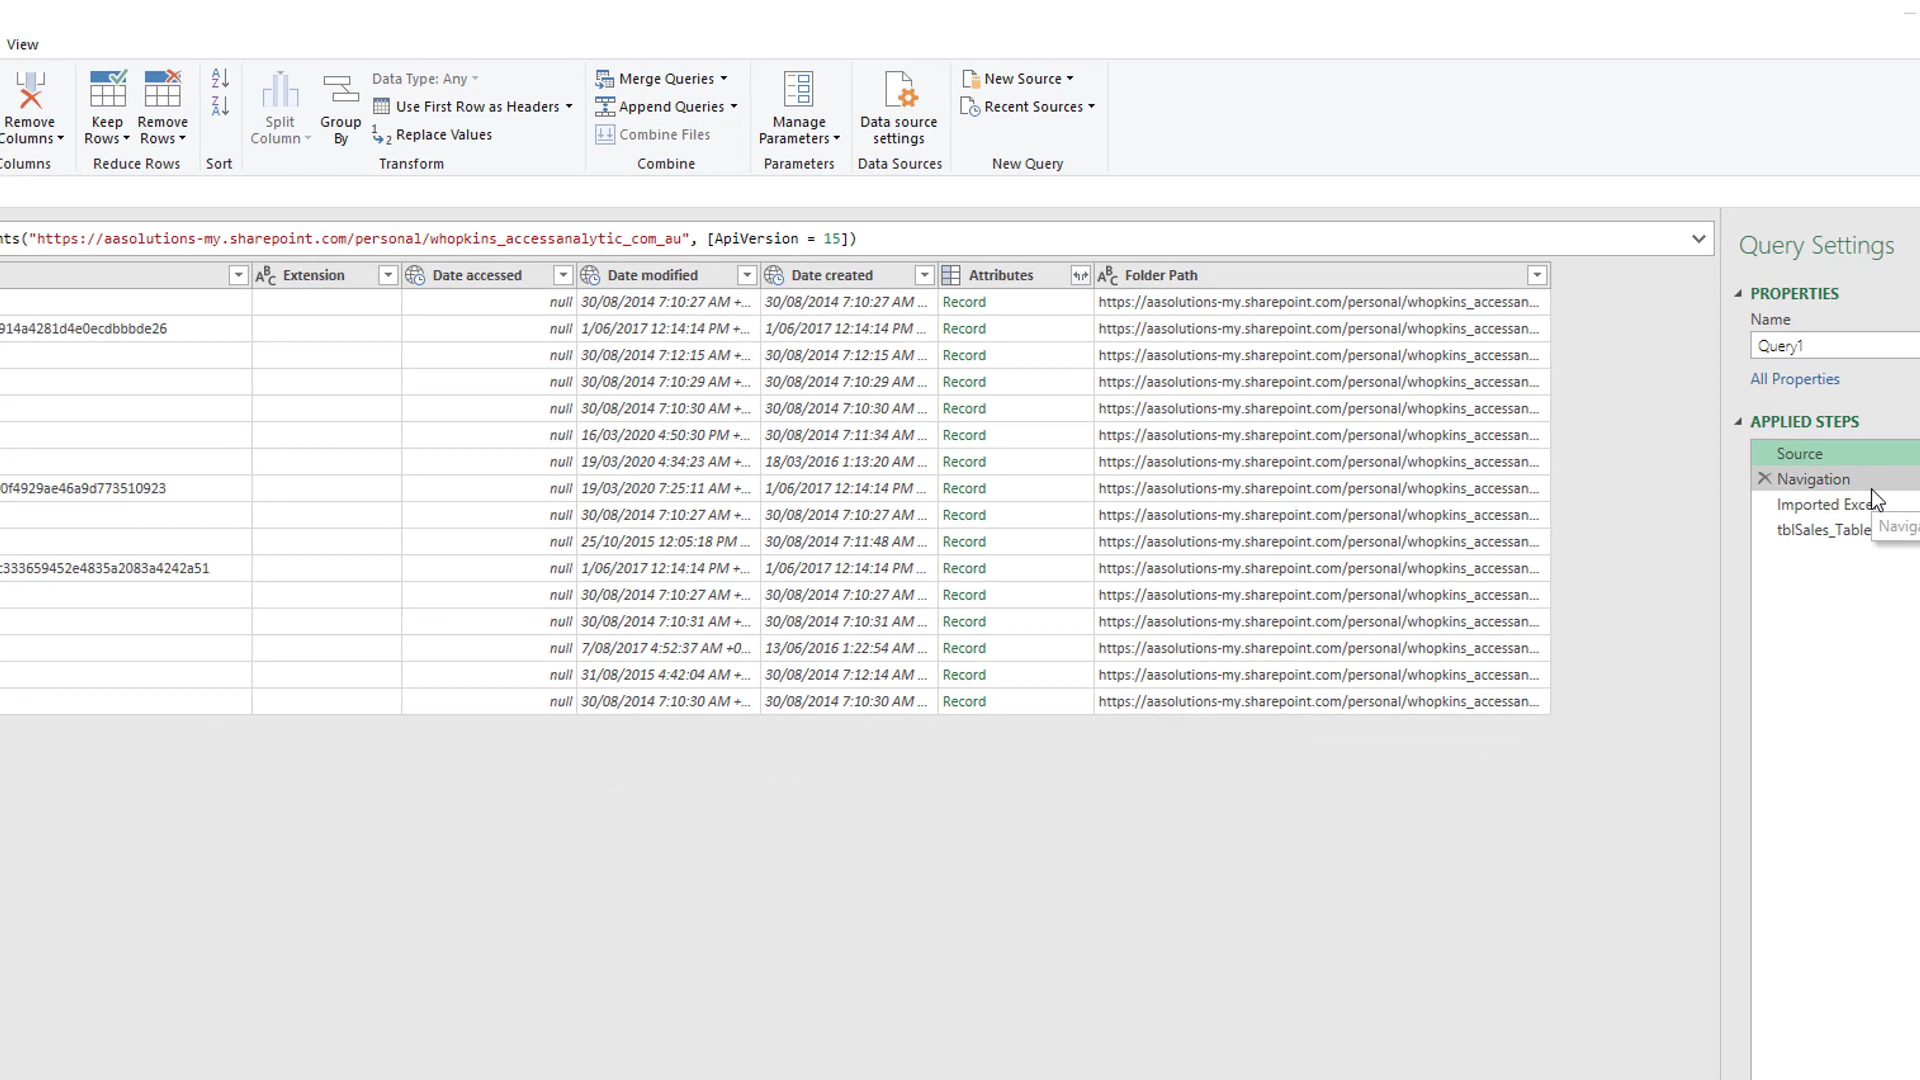 View
Remove
Columns
Columns
Keep
Rows
Remove
Rows
Reduce Rows
Sort
Split
Column
Group
By
Data Type: Any
Use First Row as Headers
Replace Values
Transform
Merge Queries
Append Queries
Combine Files
Combine
Manage
Parameters
Parameters
Data source
settings
Data Sources
New Source
Recent Sources
New Query
nts("https://aasolutions-my.sharepoint.com/personal/whopkins_accessanalytic_com_au", [ApiVersion = 15])
Extension Date accessed Date modified Date created Attributes Folder Path
null 30/08/2014 7:10:27 AM +... 30/08/2014 7:10:27 AM ... Record https://aasolutions-my.sharepoint.com/personal/whopkins_accessan...
914a4281d4e0ecdbbbde26 null 1/06/2017 12:14:14 PM +... 1/06/2017 12:14:14 PM ... Record https://aasolutions-my.sharepoint.com/personal/whopkins_accessan...
null 30/08/2014 7:12:15 AM +... 30/08/2014 7:12:15 AM ... Record https://aasolutions-my.sharepoint.com/personal/whopkins_accessan...
null 30/08/2014 7:10:29 AM +... 30/08/2014 7:10:29 AM ... Record https://aasolutions-my.sharepoint.com/personal/whopkins_accessan...
null 30/08/2014 7:10:30 AM +... 30/08/2014 7:10:30 AM ... Record https://aasolutions-my.sharepoint.com/personal/whopkins_accessan...
null 16/03/2020 4:50:30 PM +... 30/08/2014 7:11:34 AM ... Record https://aasolutions-my.sharepoint.com/personal/whopkins_accessan...
null 19/03/2020 4:34:23 AM +... 18/03/2016 1:13:20 AM ... Record https://aasolutions-my.sharepoint.com/personal/whopkins_accessan...
0f4929ae46a9d773510923 null 19/03/2020 7:25:11 AM +... 1/06/2017 12:14:14 PM ... Record https://aasolutions-my.sharepoint.com/personal/whopkins_accessan...
null 30/08/2014 7:10:27 AM +... 30/08/2014 7:10:27 AM ... Record https://aasolutions-my.sharepoint.com/personal/whopkins_accessan...
null 25/10/2015 12:05:18 PM ... 30/08/2014 7:11:48 AM ... Record https://aasolutions-my.sharepoint.com/personal/whopkins_accessan...
c333659452e4835a2083a4242a51 null 1/06/2017 12:14:14 PM +... 1/06/2017 12:14:14 PM ... Record https://aasolutions-my.sharepoint.com/personal/whopkins_accessan...
null 30/08/2014 7:10:27 AM +... 30/08/2014 7:10:27 AM ... Record https://aasolutions-my.sharepoint.com/personal/whopkins_accessan...
null 30/08/2014 7:10:31 AM +... 30/08/2014 7:10:31 AM ... Record https://aasolutions-my.sharepoint.com/personal/whopkins_accessan...
null 7/08/2017 4:52:37 AM +0... 13/06/2016 1:22:54 AM ... Record https://aasolutions-my.sharepoint.com/personal/whopkins_accessan...
null 31/08/2015 4:42:04 AM +... 30/08/2014 7:12:14 AM ... Record https://aasolutions-my.sharepoint.com/personal/whopkins_accessan...
null 30/08/2014 7:10:30 AM +... 30/08/2014 7:10:30 AM ... Record https://aasolutions-my.sharepoint.com/personal/whopkins_accessan...
Query Settings
PROPERTIES
Name
Query1
All Properties
APPLIED STEPS
Source
Navigation
Imported Exce
tblSales_Table
Naviga